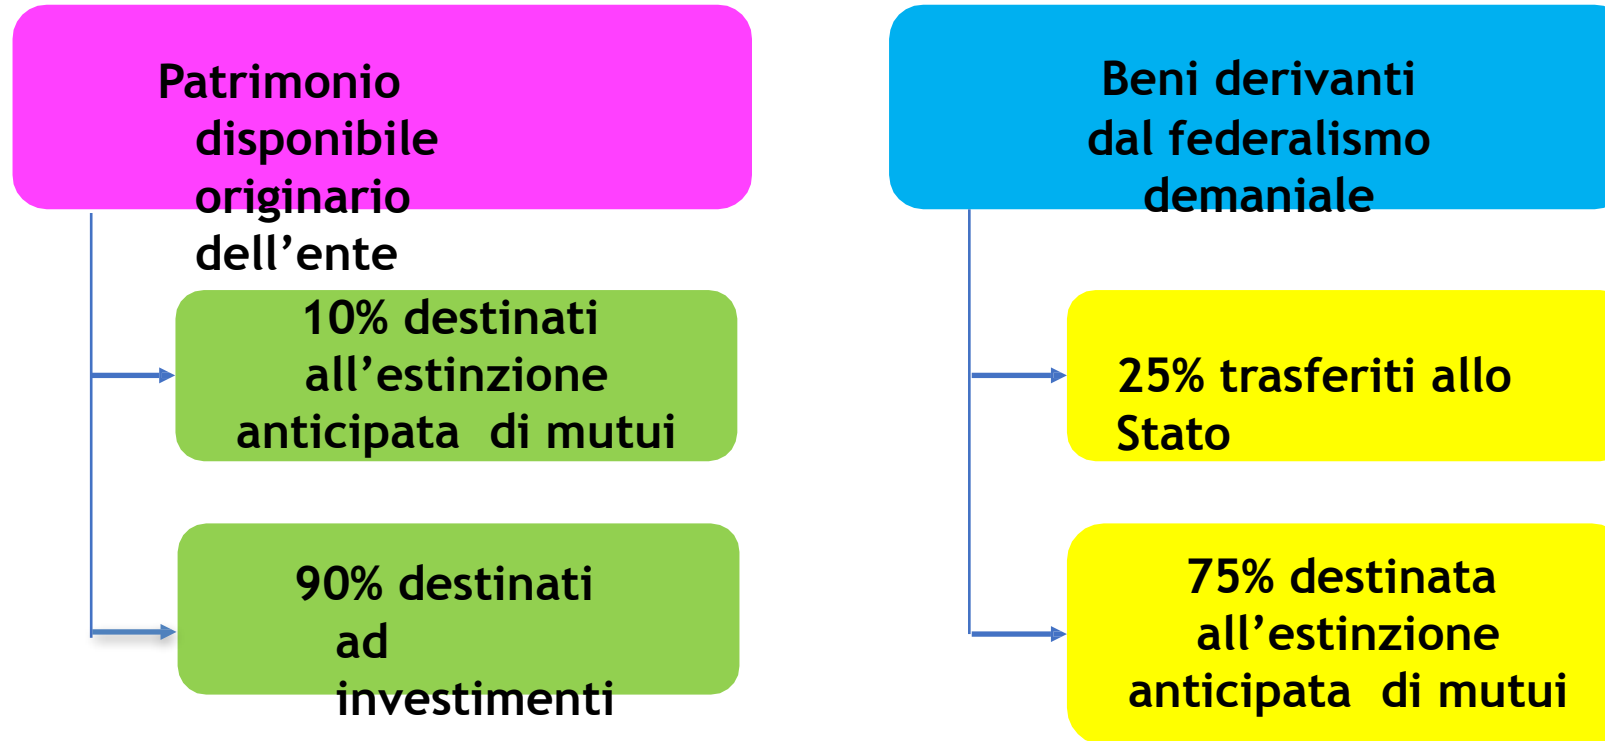 Patrimonio
disponibile
originario
dell’ente
10% destinati
all’estinzione
anticipata di mutui
90% destinati
ad
investimenti
Beni derivanti
dal federalismo
demaniale
25% trasferiti allo
Stato
75% destinata
all’estinzione
anticipata di mutui